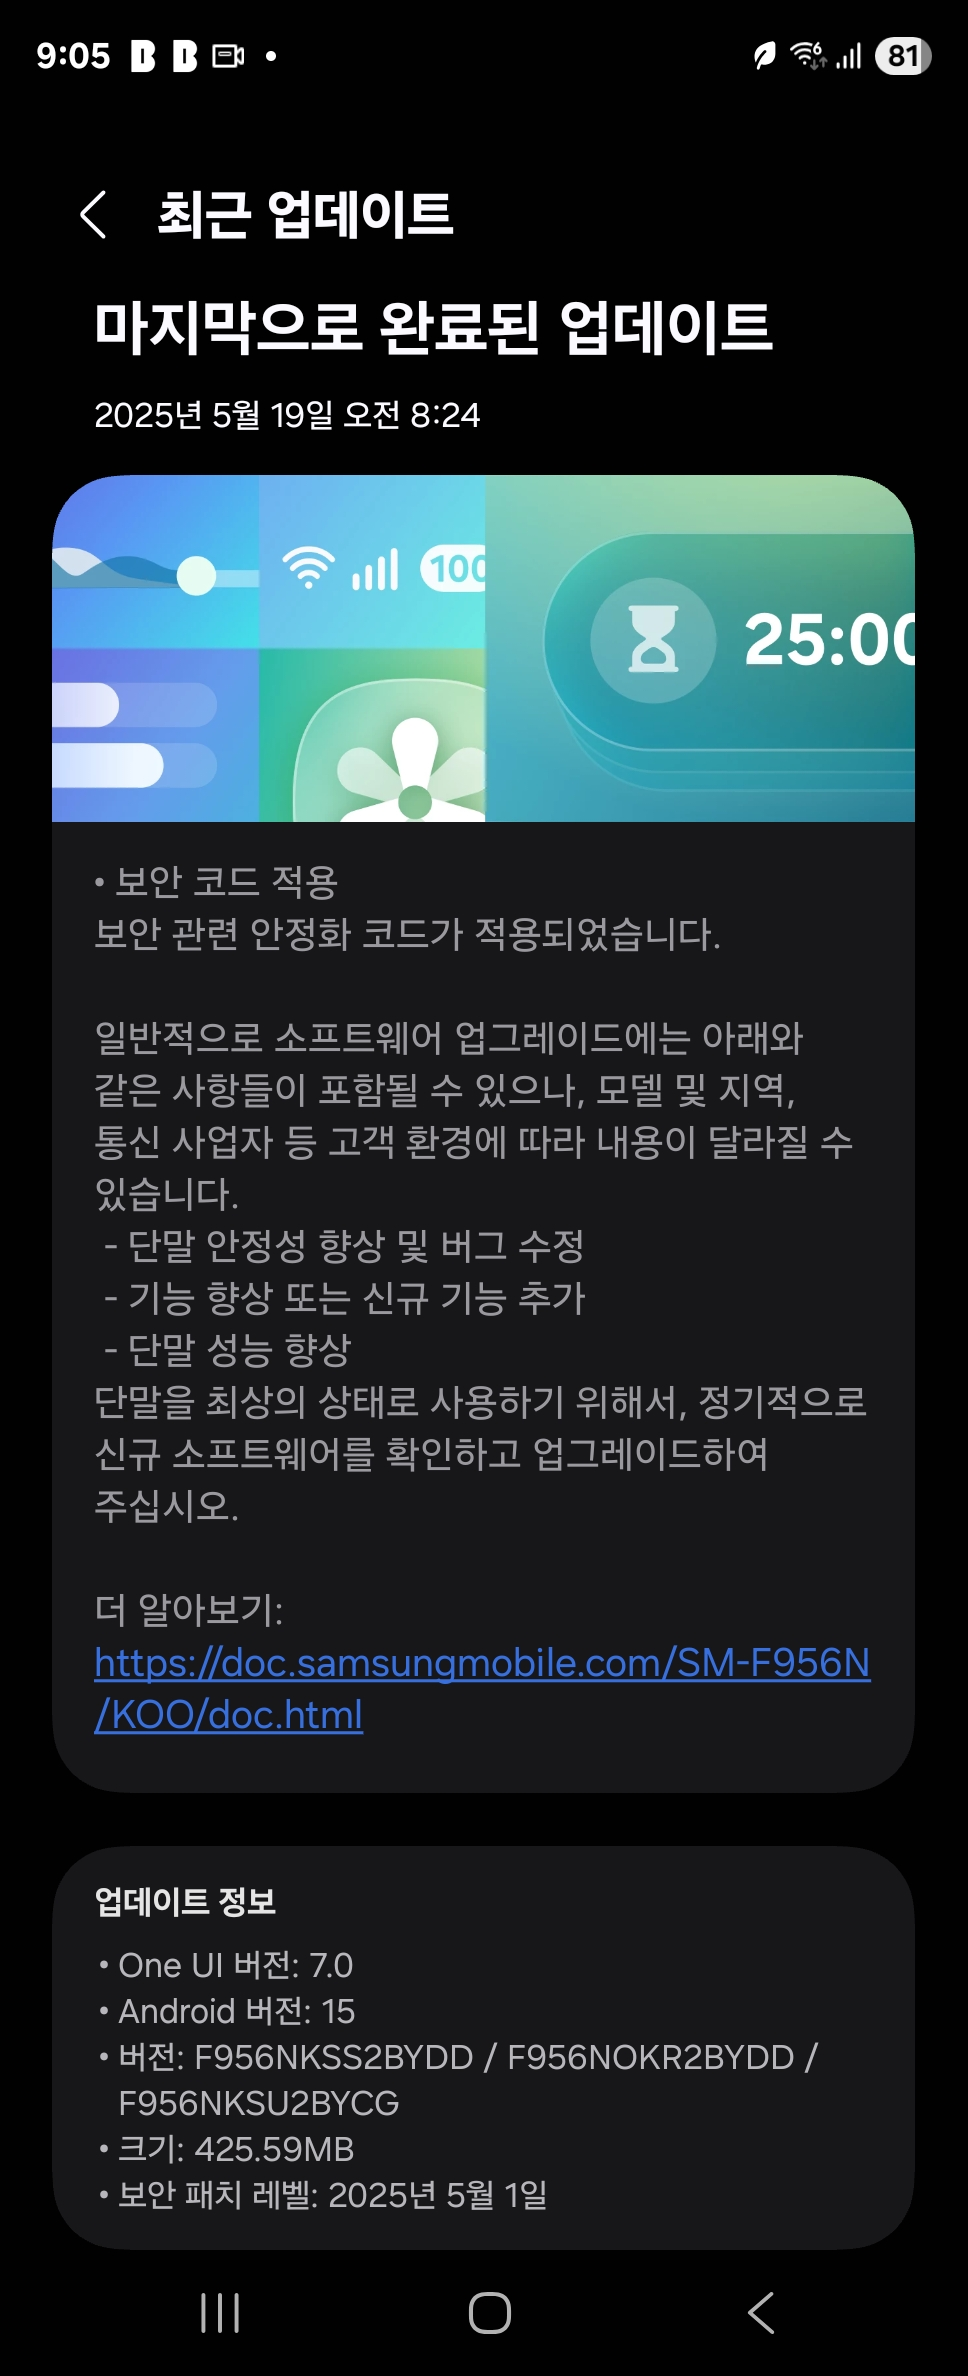 9:05
81
최근 업데이트
마지막으로 완료된 업데이트
2025년 5월 19일 오전 8:24
100
25:00
• 보안 코드 적용
보안 관련 안정화 코드가 적용되었습니다.
일반적으로 소프트웨어 업그레이드에는 아래와
같은 사항들이 포함될 수 있으나, 모델 및 지역,
통신 사업자 등 고객 환경에 따라 내용이 달라질 수
있습니다.
- 단말 안정성 향상 및 버그 수정
- 기능 향상 또는 신규 기능 추가
- 단말 성능 향상
단말을 최상의 상태로 사용하기 위해서, 정기적으로
신규 소프트웨어를 확인하고 업그레이드하여
주십시오.
더 알아보기:
https://doc.samsungmobile.com/SM-F956N
/KOO/doc.html
업데이트 정보
• One UI 버전: 7.0
• Android 버전: 15
• 버전: F956NKSS2BYDD / F956NOKR2BYDD /
F956NKSU2BYCG
• 크기: 425.59MB
• 보안 패치 레벨: 2025년 5월 1일